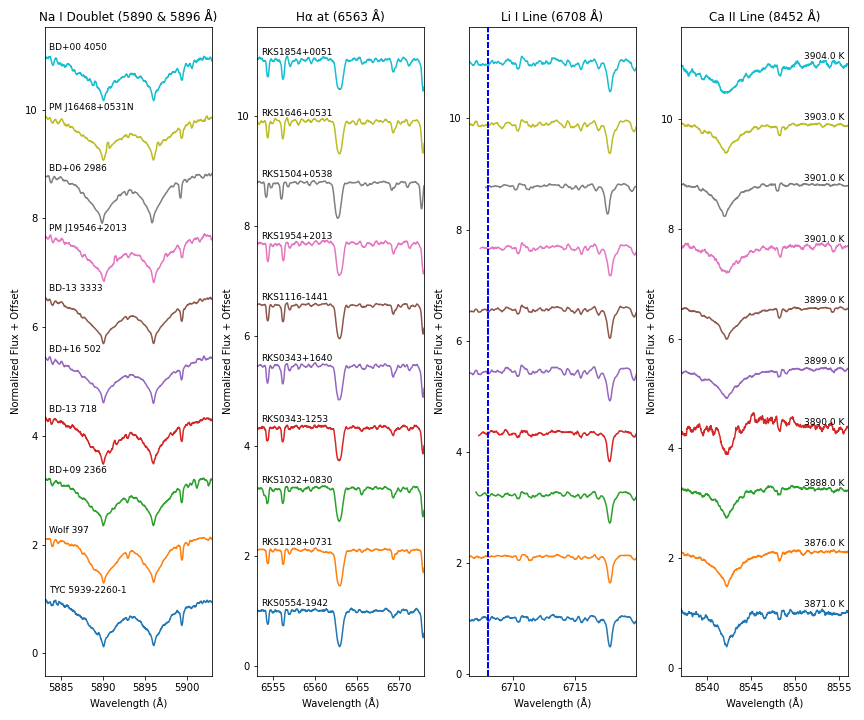 Na I Doublet (5890 & 5896 Å)
Hα at (6563 Å)
Li I Line (6708 Å)
Ca II Line (8452 Å)
BD+00 4050
PM J16468+0531N
BD+06 2986
PM J19546+2013
BD-13 3333
BD+16 502
BD-13 718
BD+09 2366
Wolf 397
TYC 5939-2260-1
RKS1854+0051
RKS1646+0531
RKS1504+0538
RKS1954+2013
RKS1116-1441
RKS0343+1640
RKS0343-1253
RKS1032+0830
RKS1128+0731
RKS0554-1942
3904.0 K
3903.0 K
3901.0 K
3901.0 K
3899.0 K
3899.0 K
3890.0 K
3888.0 K
3876.0 K
3871.0 K
Normalized Flux + Offset
Normalized Flux + Offset
Normalized Flux + Offset
Normalized Flux + Offset
10
8
6
4
2
0
10
8
6
4
2
0
10
8
6
4
2
0
10
8
6
4
2
0
5885 5890 5895 5900
6555 6560 6565 6570
6710 6715
8540 8545 8550 8555
Wavelength (Å)
Wavelength (Å)
Wavelength (Å)
Wavelength (Å)